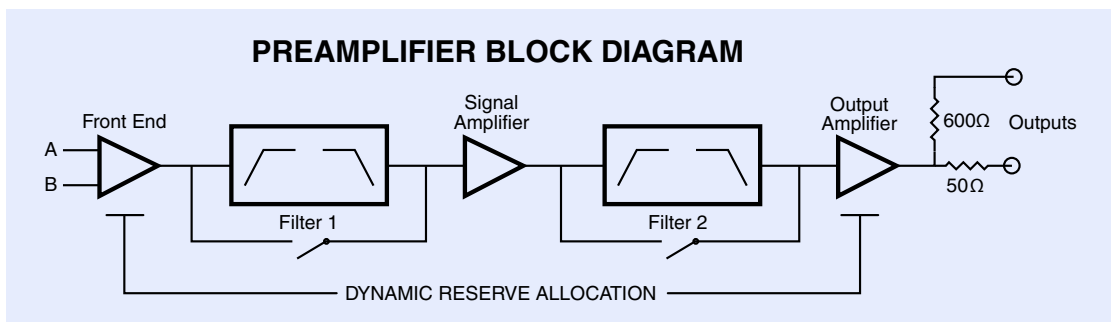 PREAMPLIFIER BLOCK DIAGRAM
Front End
A
B
Filter 1
Signal
Amplifier
Filter 2
Output
Amplifier
600Ω
Outputs
50Ω
DYNAMIC RESERVE ALLOCATION